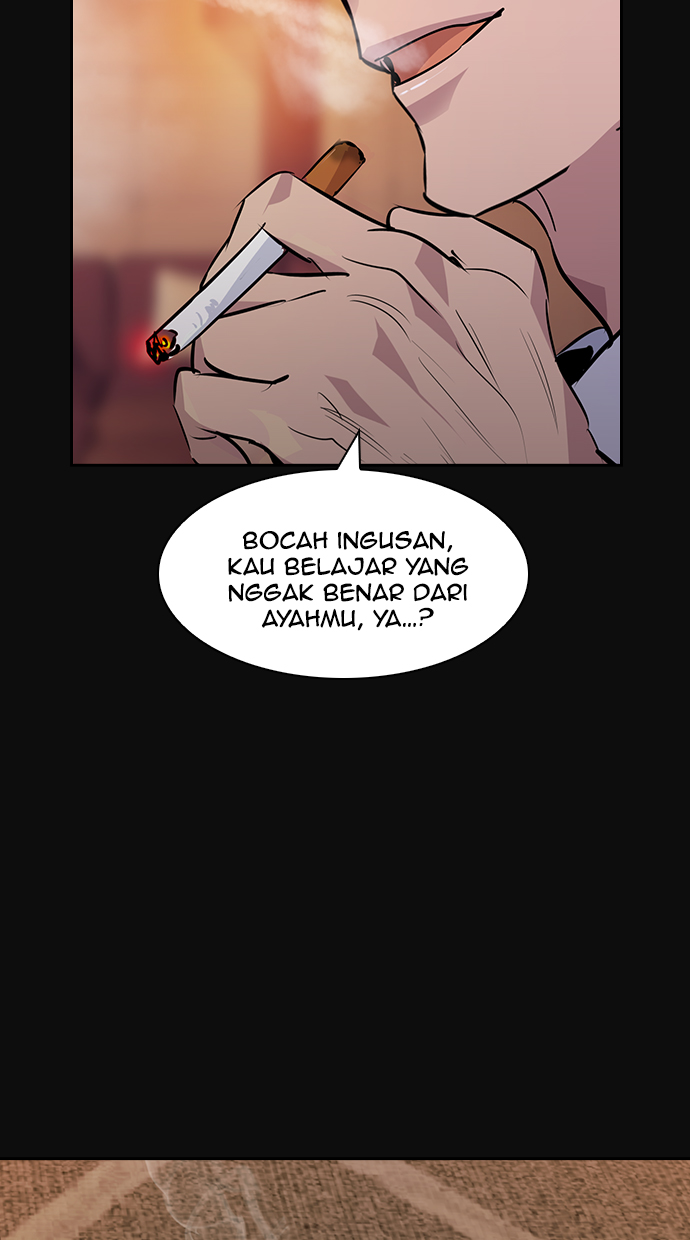 BOCAH INGUSAN,
KAU BELAJAR YANG
NGGAK BENAR DARI
AYAHMU, YA...?